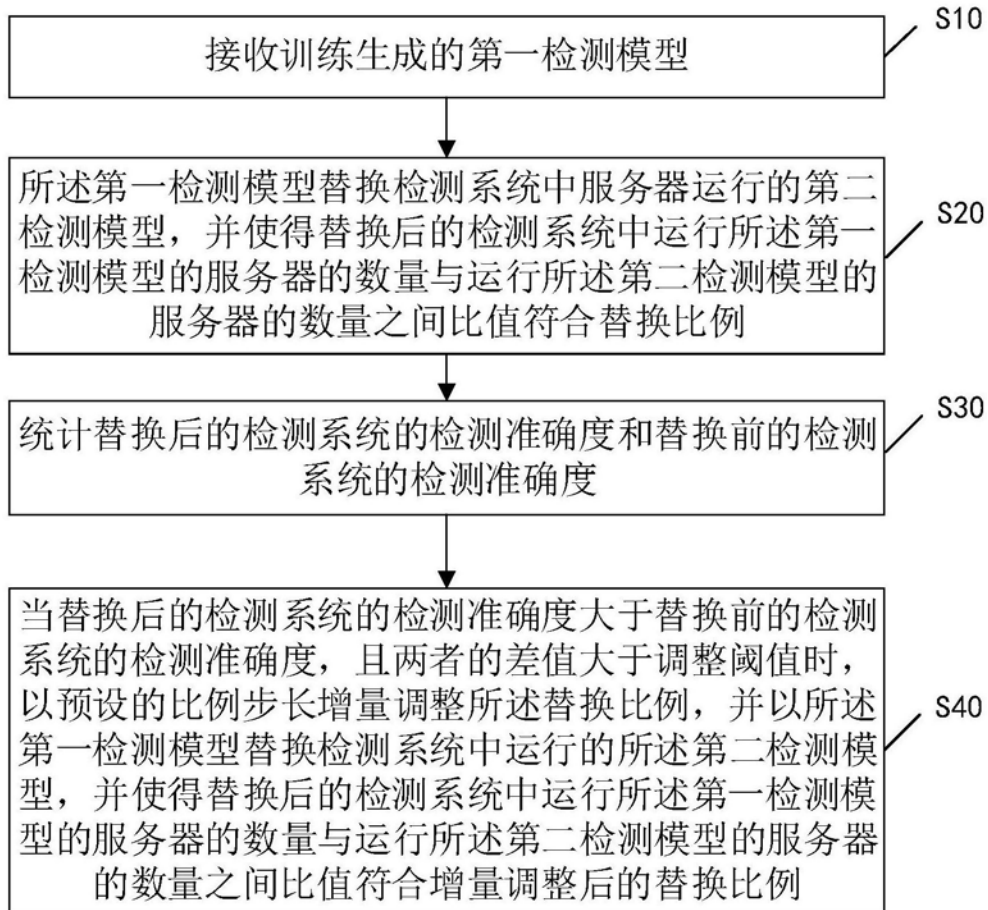 接收训练生成的第一检测模型
S10
所述第一检测模型替换检测系统中服务器运行的第二
检测模型，并使得替换后的检测系统中运行所述第一
检测模型的服务器的数量与运行所述第二检测模型的
服务器的数量之间比值符合替换比例
S20
统计替换后的检测系统的检测准确度和替换前的检测
系统的检测准确度
S30
当替换后的检测系统的检测准确度大于替换前的检测
系统的检测准确度，且两者的差值大于调整阈值时，
以预设的比例步长增量调整所述替换比例，并以所述
第一检测模型替换检测系统中运行的所述第二检测模
型，并使得替换后的检测系统中运行所述第一检测模
型的服务器的数量与运行所述第二检测模型的服务器
的数量之间比值符合增量调整后的替换比例
S40